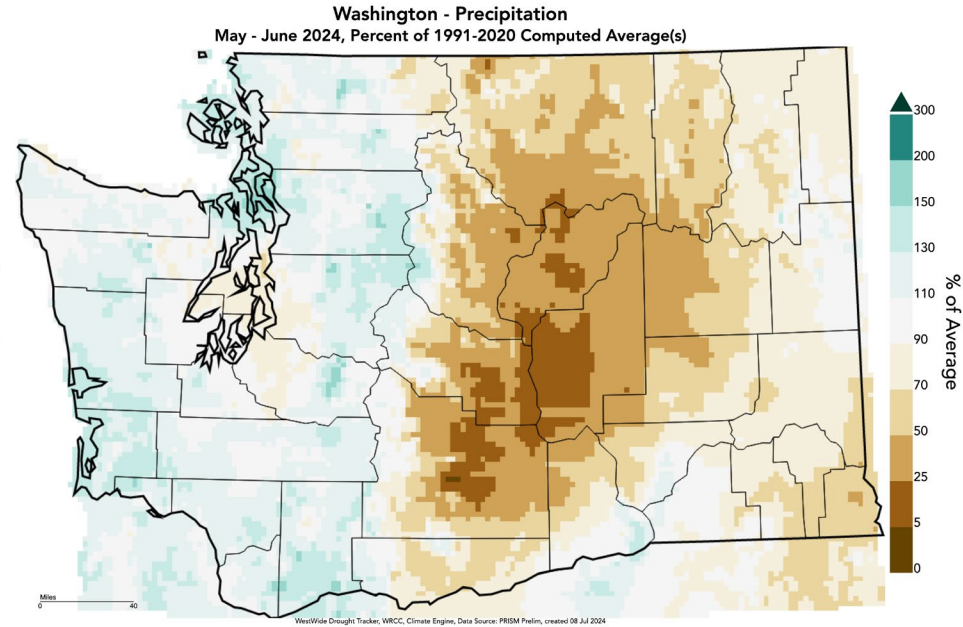 Washington - Precipitation
May - June 2024, Percent of 1991-2020 Computed Average(s)
300
200
150
130
110
90
70
50
25
5
0
% of Average
Miles
0 40
WestWide Drought Tracker, WRCC, Climate Engine, Data Source: PRISM Prelim, created 08 Jul 2024